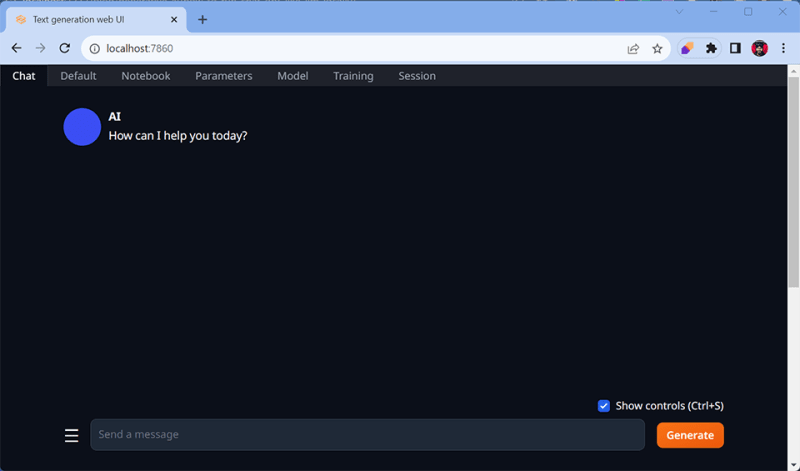 Text generation web UI
localhost:7860
Chat Default Notebook Parameters Model Training Session
AI
How can I help you today?
Show controls (Ctrl+S)
Send a message
Generate